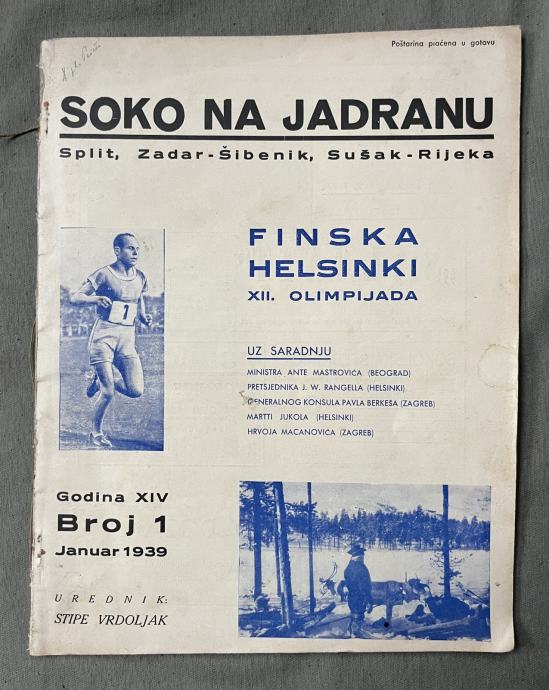 Poštarina plaćena u gotovu
SOKO NA JADRANU
Split, Zadar-Šibenik, Sušak-Rijeka
FINSKA
HELSINKI
XII. OLIMPIJADA
1
UZ SARADNJU
MINISTRA ANTE MASTROVIĆA (BEOGRAD)
PRETSJEDNIKA J. W. RANGELLA (HELSINKI)
GENERALNOG KONSULA PAVLA BERKEŠA (ZAGREB)
MARTTI JUKOLA (HELSINKI)
HRVOJA MACANOVIĆA (ZAGREB)
Godina XIV
Broj 1
Januar 1939
UREDNIK:
STIPE VRDOLJAK